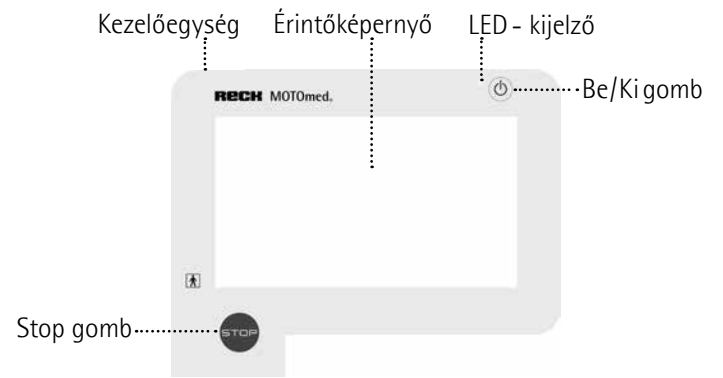 Kezelőegység Érintőképernyő LED - kijelző
Be/Ki gomb
RECK MOTOmed.
Stop gomb
STOP